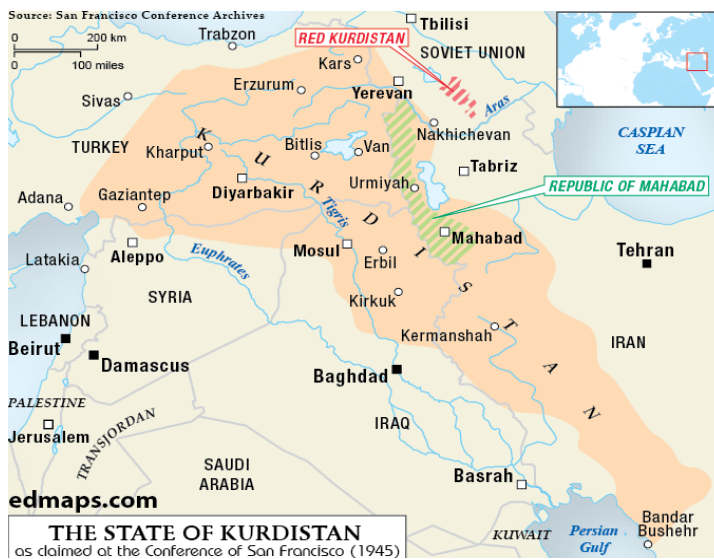 Source: San Francisco Conference Archives
0 200 km
100 miles
Trabzon
Tbilisi
RED KURDISTAN
SOVIET UNION
Kars
Erzurum
Yerevan
Sivas
Aras
Nakhichevan
CASPIAN
SEA
TURKEY
Kharput
Bitlis
Van
Tabriz
KURDISTAN
Diyarbakir
Urmiyah
REPUBLIC OF MAHABAD
Adana
Gaziantep
Tigris
Mahabad
Aleppo
Euphrates
Mosul
Erbil
Tehran
Latakia
SYRIA
Kirkuk
Kermanshah
LEBANON
IRAN
Beirut
Damascus
Baghdad
PALESTINE
TRANSJORDAN
Jerusalem
IRAQ
SAUDI
ARABIA
Basrah
edmaps.com
Bandar
Bushehr
KUWAIT
Persian
Gulf
THE STATE OF KURDISTAN
as claimed at the Conference of San Francisco (1945)